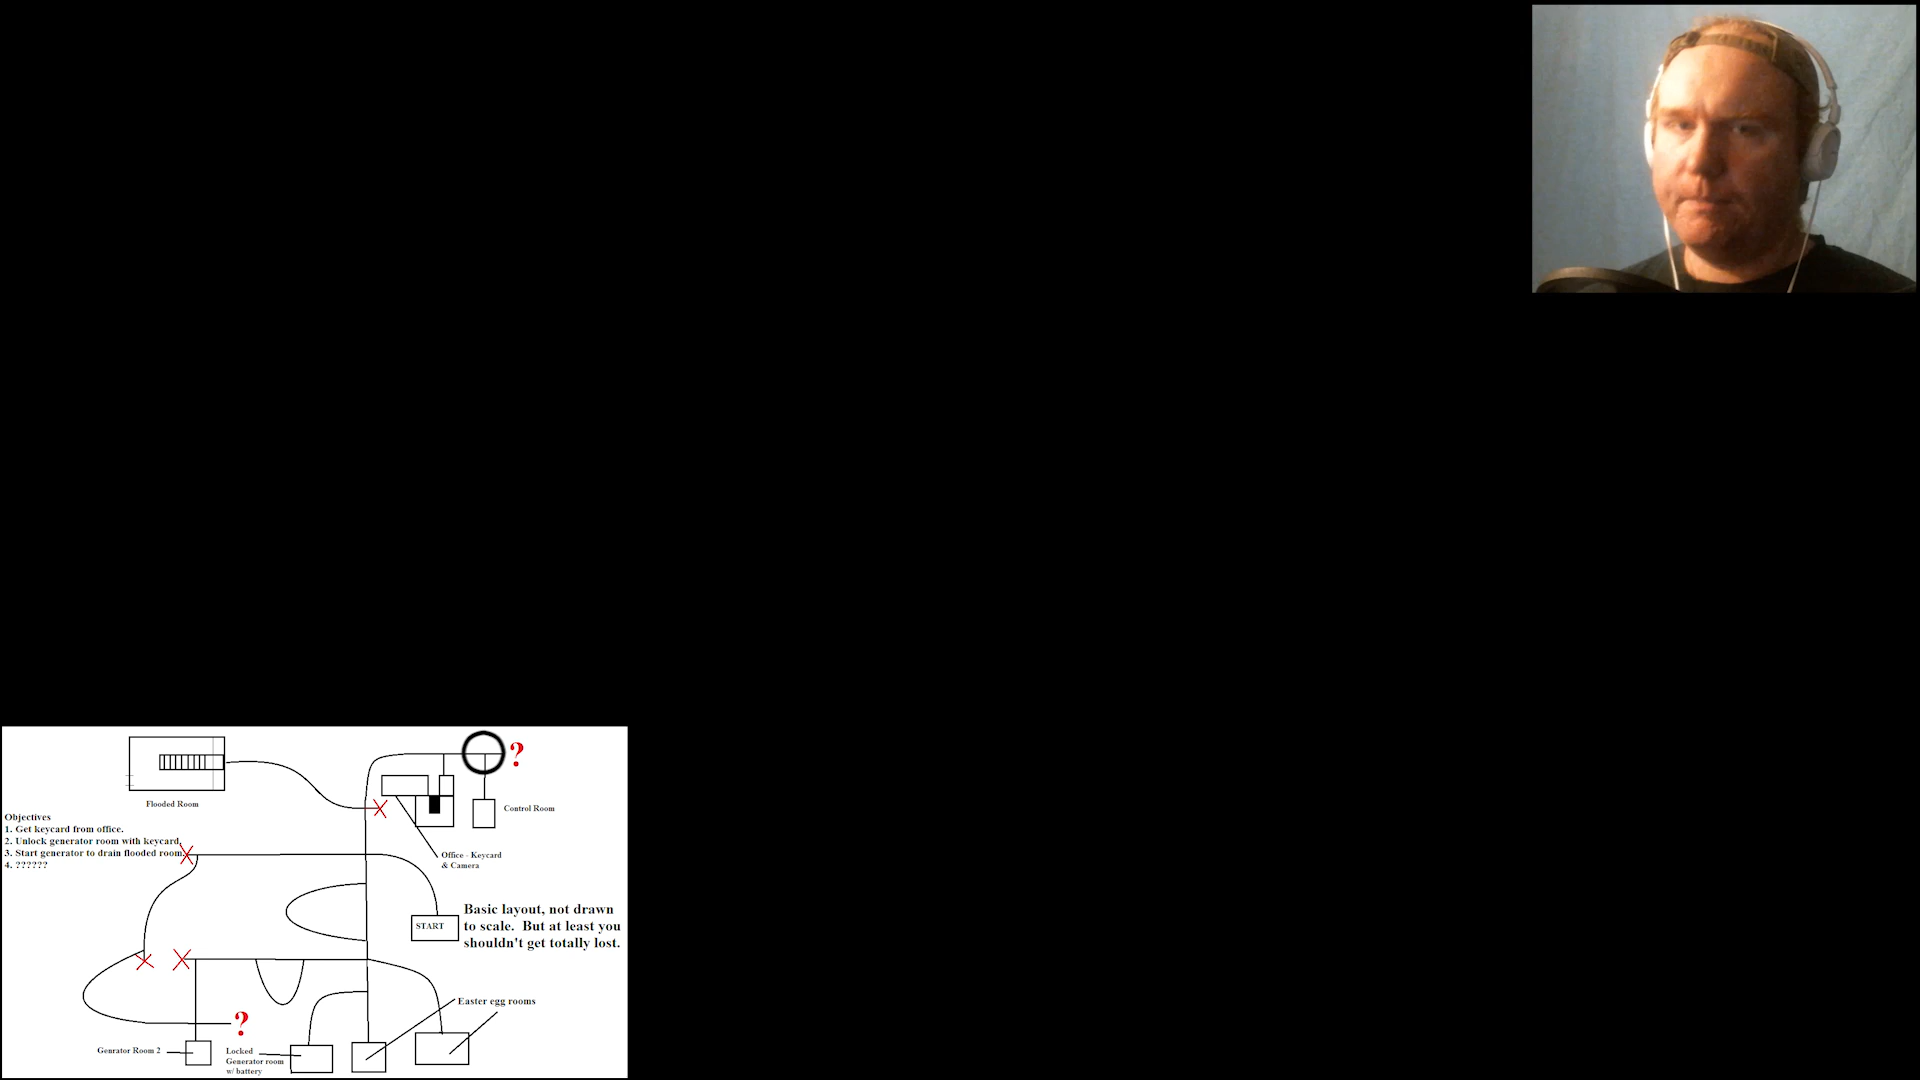 ?
Flooded Room
Control Room
Objectives
1. Get keycard from office.
2. Unlock generator room with keycard.
3. Start generator to drain flooded room.
4. ??????
Office - Keycard
& Camera
START
Basic layout, not drawn
to scale. But at least you
shouldn't get totally lost.
Easter egg rooms
?
Genrator Room 2
Locked
Generator room
w/ battery